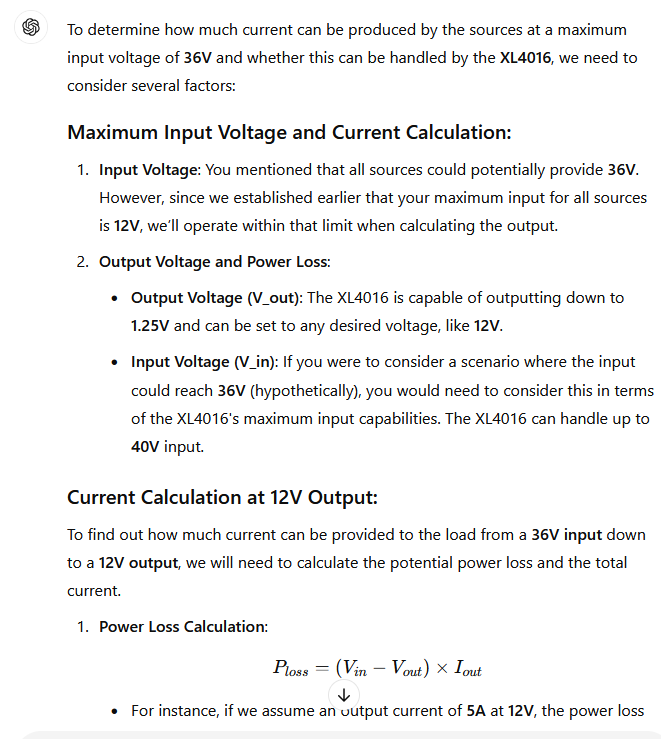 To determine how much current can be produced by the sources at a maximum
input voltage of 36V and whether this can be handled by the XL4016, we need to
consider several factors:
Maximum Input Voltage and Current Calculation:
1. Input Voltage: You mentioned that all sources could potentially provide 36V.
However, since we established earlier that your maximum input for all sources
is 12V, we'll operate within that limit when calculating the output.
2. Output Voltage and Power Loss:
• Output Voltage (V_out): The XL4016 is capable of outputting down to
1.25V and can be set to any desired voltage, like 12V.
• Input Voltage (V_in): If you were to consider a scenario where the input
could reach 36V (hypothetically), you would need to consider this in terms
of the XL4016's maximum input capabilities. The XL4016 can handle up to
40V input.
Current Calculation at 12V Output:
To find out how much current can be provided to the load from a 36V input down
to a 12V output, we will need to calculate the potential power loss and the total
current.
1. Power Loss Calculation:
P_loss = (V_in − V_out) × I_out
• For instance, if we assume an output current of 5A at 12V, the power loss